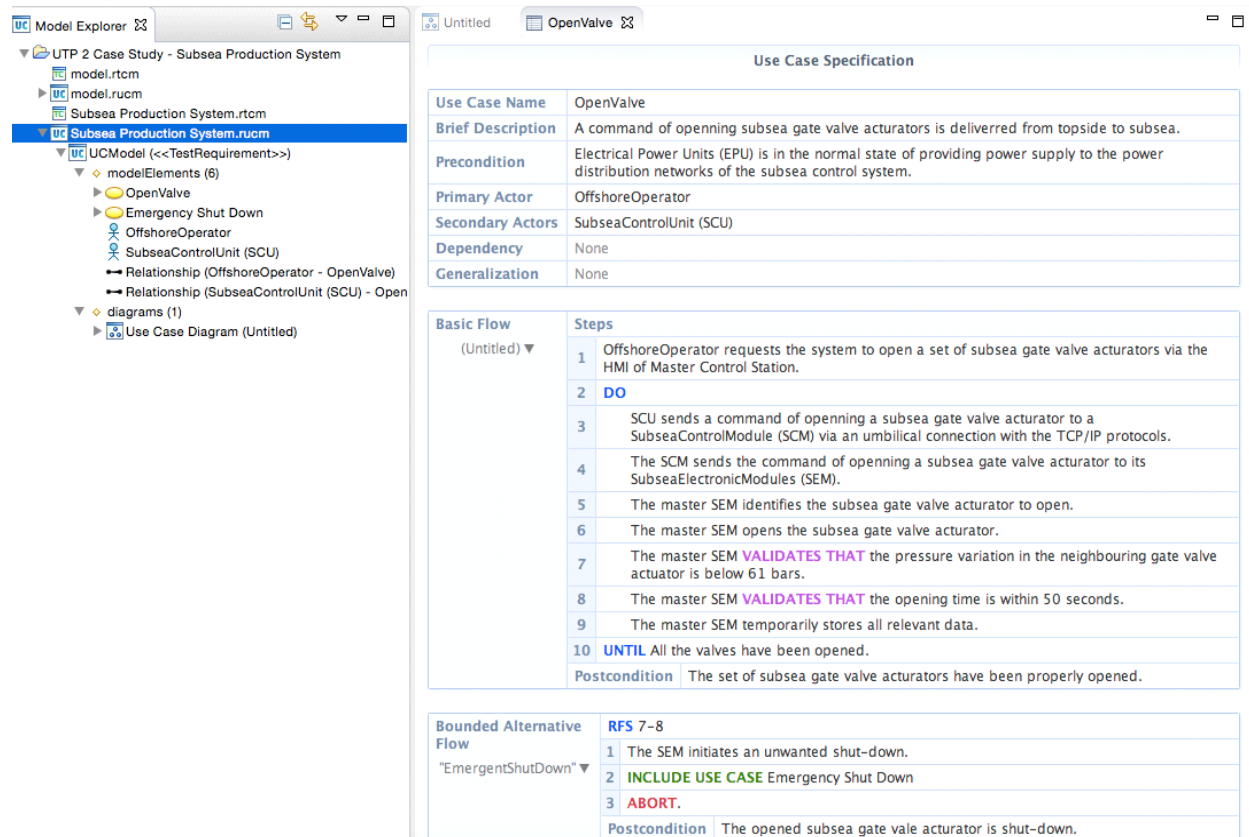 Model Explorer
UTP 2 Case Study - Subsea Production System
model.rtcm
model.rucm
Subsea Production System.rtcm
Subsea Production System.rucm
UCModel (<<TestRequirement>>)
modelElements (6)
OpenValve
Emergency Shut Down
OffshoreOperator
SubseaControlUnit (SCU)
Relationship (OffshoreOperator - OpenValve)
Relationship (SubseaControlUnit (SCU) - Open
diagrams (1)
Use Case Diagram (Untitled)
Untitled
OpenValve
Use Case Specification
Use Case Name OpenValve
Brief Description A command of openning subsea gate valve acturators is deliverred from topside to subsea.
Precondition Electrical Power Units (EPU) is in the normal state of providing power supply to the power
distribution networks of the subsea control system.
Primary Actor OffshoreOperator
Secondary Actors SubseaControlUnit (SCU)
Dependency None
Generalization None
Basic Flow Steps
(Untitled)
1 OffshoreOperator requests the system to open a set of subsea gate valve acturators via the
HMI of Master Control Station.
2 DO
3 SCU sends a command of openning a subsea gate valve acturator to a
SubseaControlModule (SCM) via an umbilical connection with the TCP/IP protocols.
4 The SCM sends the command of openning a subsea gate valve acturator to its
SubseaElectronicModules (SEM).
5 The master SEM identifies the subsea gate valve acturator to open.
6 The master SEM opens the subsea gate valve acturator.
7 The master SEM VALIDATES THAT the pressure variation in the neighbouring gate valve
actuator is below 61 bars.
8 The master SEM VALIDATES THAT the opening time is within 50 seconds.
9 The master SEM temporarily stores all relevant data.
10 UNTIL All the valves have been opened.
Postcondition The set of subsea gate valve acturators have been properly opened.
Bounded Alternative
Flow
"EmergentShutDown"
RFS 7-8
1 The SEM initiates an unwanted shut-down.
2 INCLUDE USE CASE Emergency Shut Down
3 ABORT.
Postcondition The opened subsea gate vale acturator is shut-down.